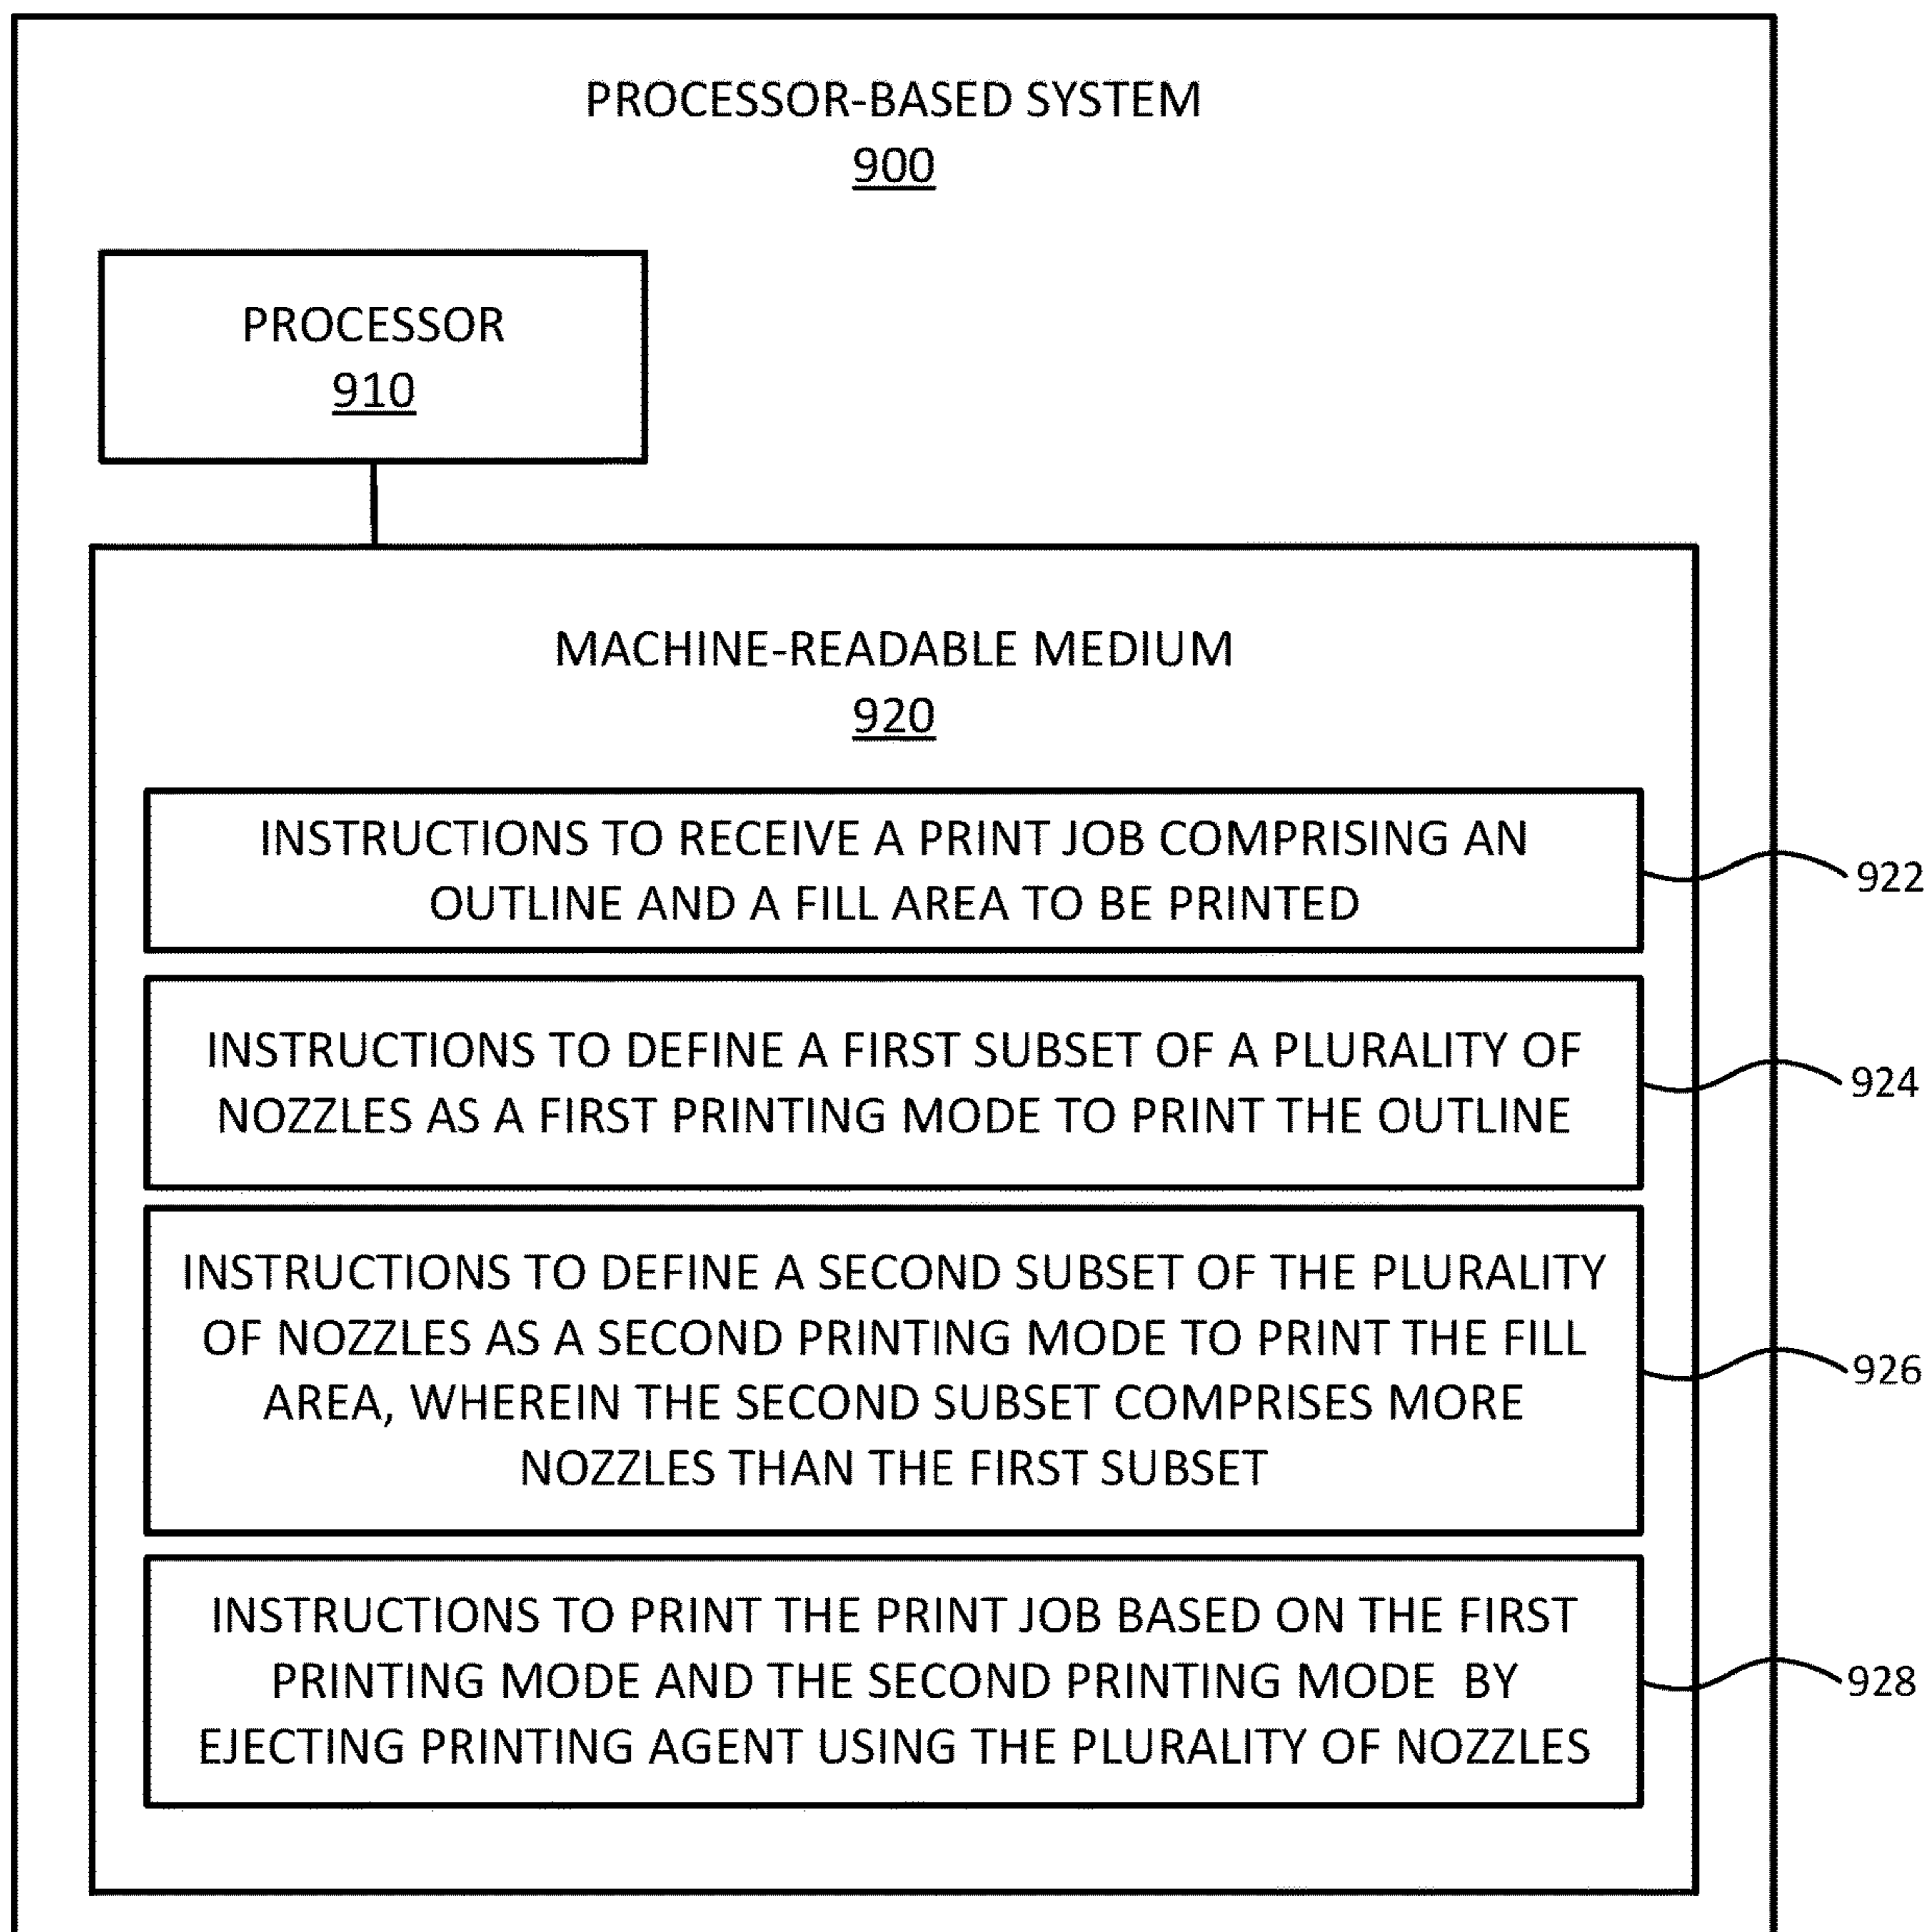 PROCESSOR-BASED SYSTEM
900
PROCESSOR
910
MACHINE-READABLE MEDIUM
920
INSTRUCTIONS TO RECEIVE A PRINT JOB COMPRISING AN
OUTLINE AND A FILL AREA TO BE PRINTED
922
INSTRUCTIONS TO DEFINE A FIRST SUBSET OF A PLURALITY OF
NOZZLES AS A FIRST PRINTING MODE TO PRINT THE OUTLINE
924
INSTRUCTIONS TO DEFINE A SECOND SUBSET OF THE PLURALITY
OF NOZZLES AS A SECOND PRINTING MODE TO PRINT THE FILL
AREA, WHEREIN THE SECOND SUBSET COMPRISES MORE
NOZZLES THAN THE FIRST SUBSET
926
INSTRUCTIONS TO PRINT THE PRINT JOB BASED ON THE FIRST
PRINTING MODE AND THE SECOND PRINTING MODE BY
EJECTING PRINTING AGENT USING THE PLURALITY OF NOZZLES
928